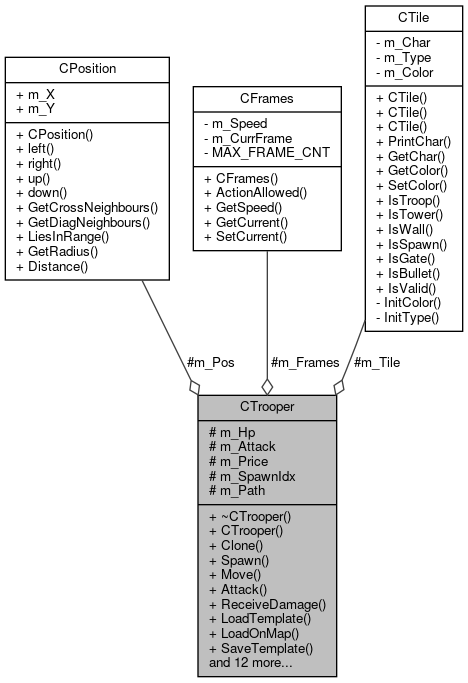 CPosition
+ m_X
+ m_Y
+ CPosition()
+ left()
+ right()
+ up()
+ down()
+ GetCrossNeighbours()
+ GetDiagNeighbours()
+ LiesInRange()
+ GetRadius()
+ Distance()
CFrames
- m_Speed
- m_CurrFrame
- MAX_FRAME_CNT
+ CFrames()
+ ActionAllowed()
+ GetSpeed()
+ GetCurrent()
+ SetCurrent()
CTile
- m_Char
- m_Type
- m_Color
+ CTile()
+ CTile()
+ CTile()
+ PrintChar()
+ GetChar()
+ GetColor()
+ SetColor()
+ IsTroop()
+ IsTower()
+ IsWall()
+ IsSpawn()
+ IsGate()
+ IsBullet()
+ IsValid()
- InitColor()
- InitType()
#m_Pos
#m_Frames
#m_Tile
CTrooper
# m_Hp
# m_Attack
# m_Price
# m_SpawnIdx
# m_Path
+ ~CTrooper()
+ CTrooper()
+ Clone()
+ Spawn()
+ Move()
+ Attack()
+ ReceiveDamage()
+ LoadTemplate()
+ LoadOnMap()
+ SaveTemplate()
and 12 more...